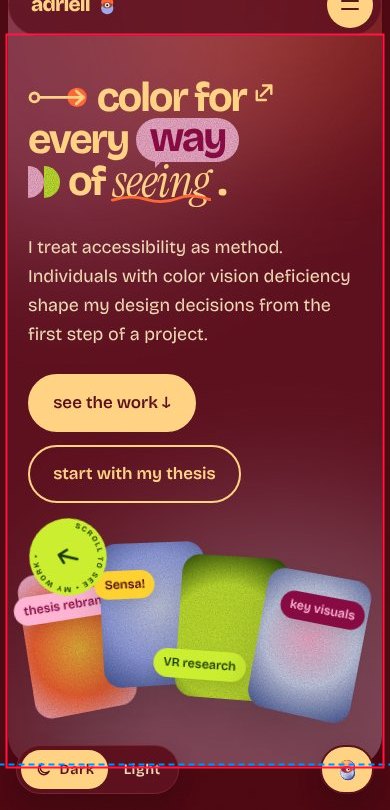 adriell
color for
every way
of seeing.
I treat accessibility as method.
Individuals with color vision deficiency
shape my design decisions from the
first step of a project.
see the work ↓
start with my thesis
SCROLL TO SEE • MY WORK •
Sensa!
thesis rebran
key visuals
VR research
Dark Light